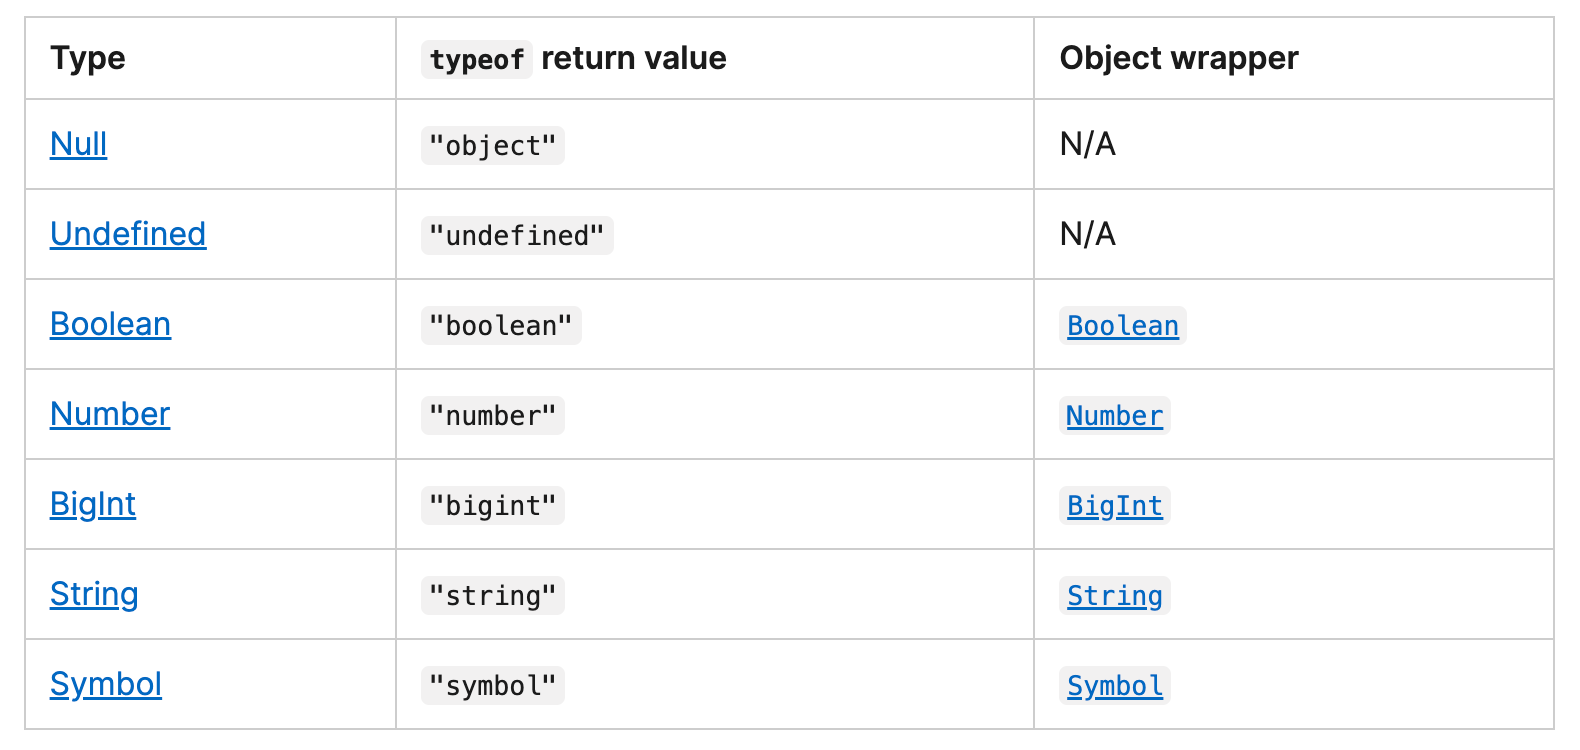 Type typeof return value Object wrapper
Null "object" N/A
Undefined "undefined" N/A
Boolean "boolean" Boolean
Number "number" Number
BigInt "bigint" BigInt
String "string" String
Symbol "symbol" Symbol